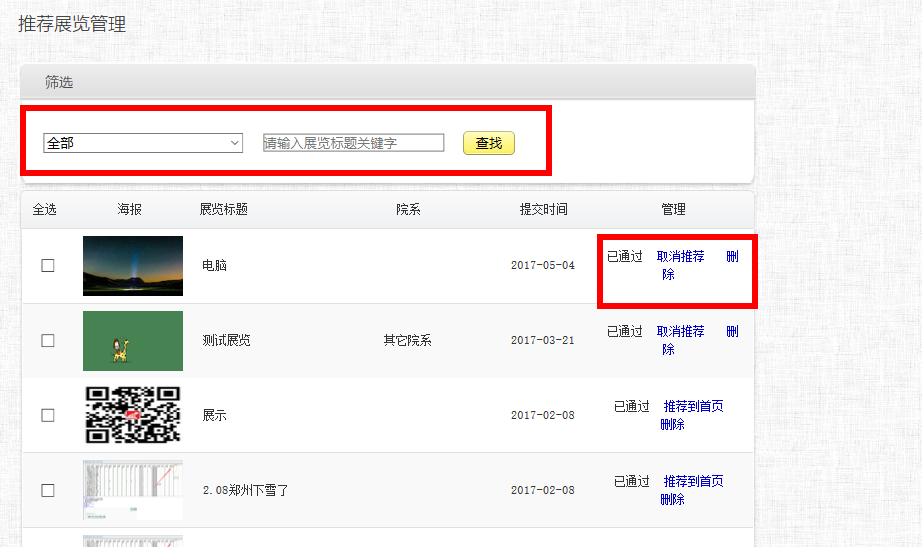 推荐展览管理
筛选
全部 请输入展览标题关键字 查找
全选 海报 展览标题 院系 提交时间 管理
电脑 2017-05-04 已通过 取消推荐 删
除
测试展览 其它院系 2017-03-21 已通过 取消推荐 删
除
展示 2017-02-08 已通过 推荐到首页
删除
2.08郑州下雪了 2017-02-08 已通过 推荐到首页
删除